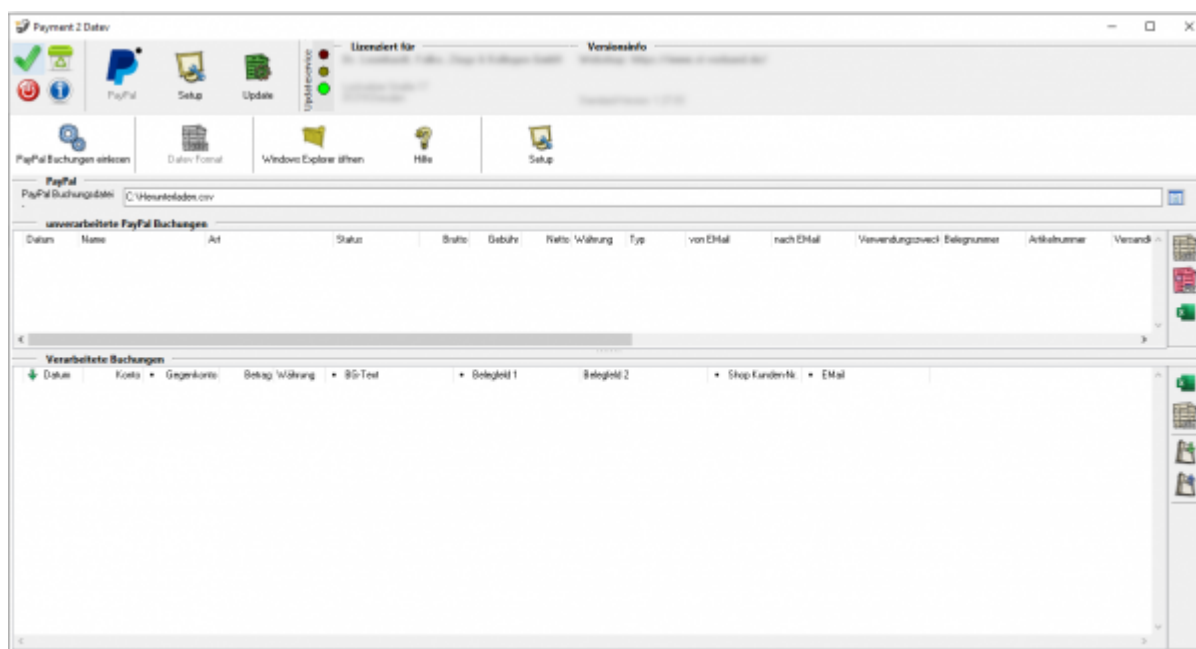 Payment 2 Datev
Updateservice
Lizenziert für
Versionsinfo
PayPal
Setup
Update
PayPal Buchungen einlesen
Datev Format
Windows Explorer öffnen
Hilfe
Setup
PayPal
PayPal Buchungsdatei
C:\Herunterladen.csv
unverarbeitete PayPal Buchungen
Datum Name Art Status Brutto Gebühr Netto Währung Typ von EMail nach EMail Verwendungszweck Belegnummer Artikelnummer Versandk
Verarbeitete Buchungen
Datum Konto Gegenkonto Betrag Währung BG-Text Belegfeld 1 Belegfeld 2 Shop Kunden-Nr. EMail